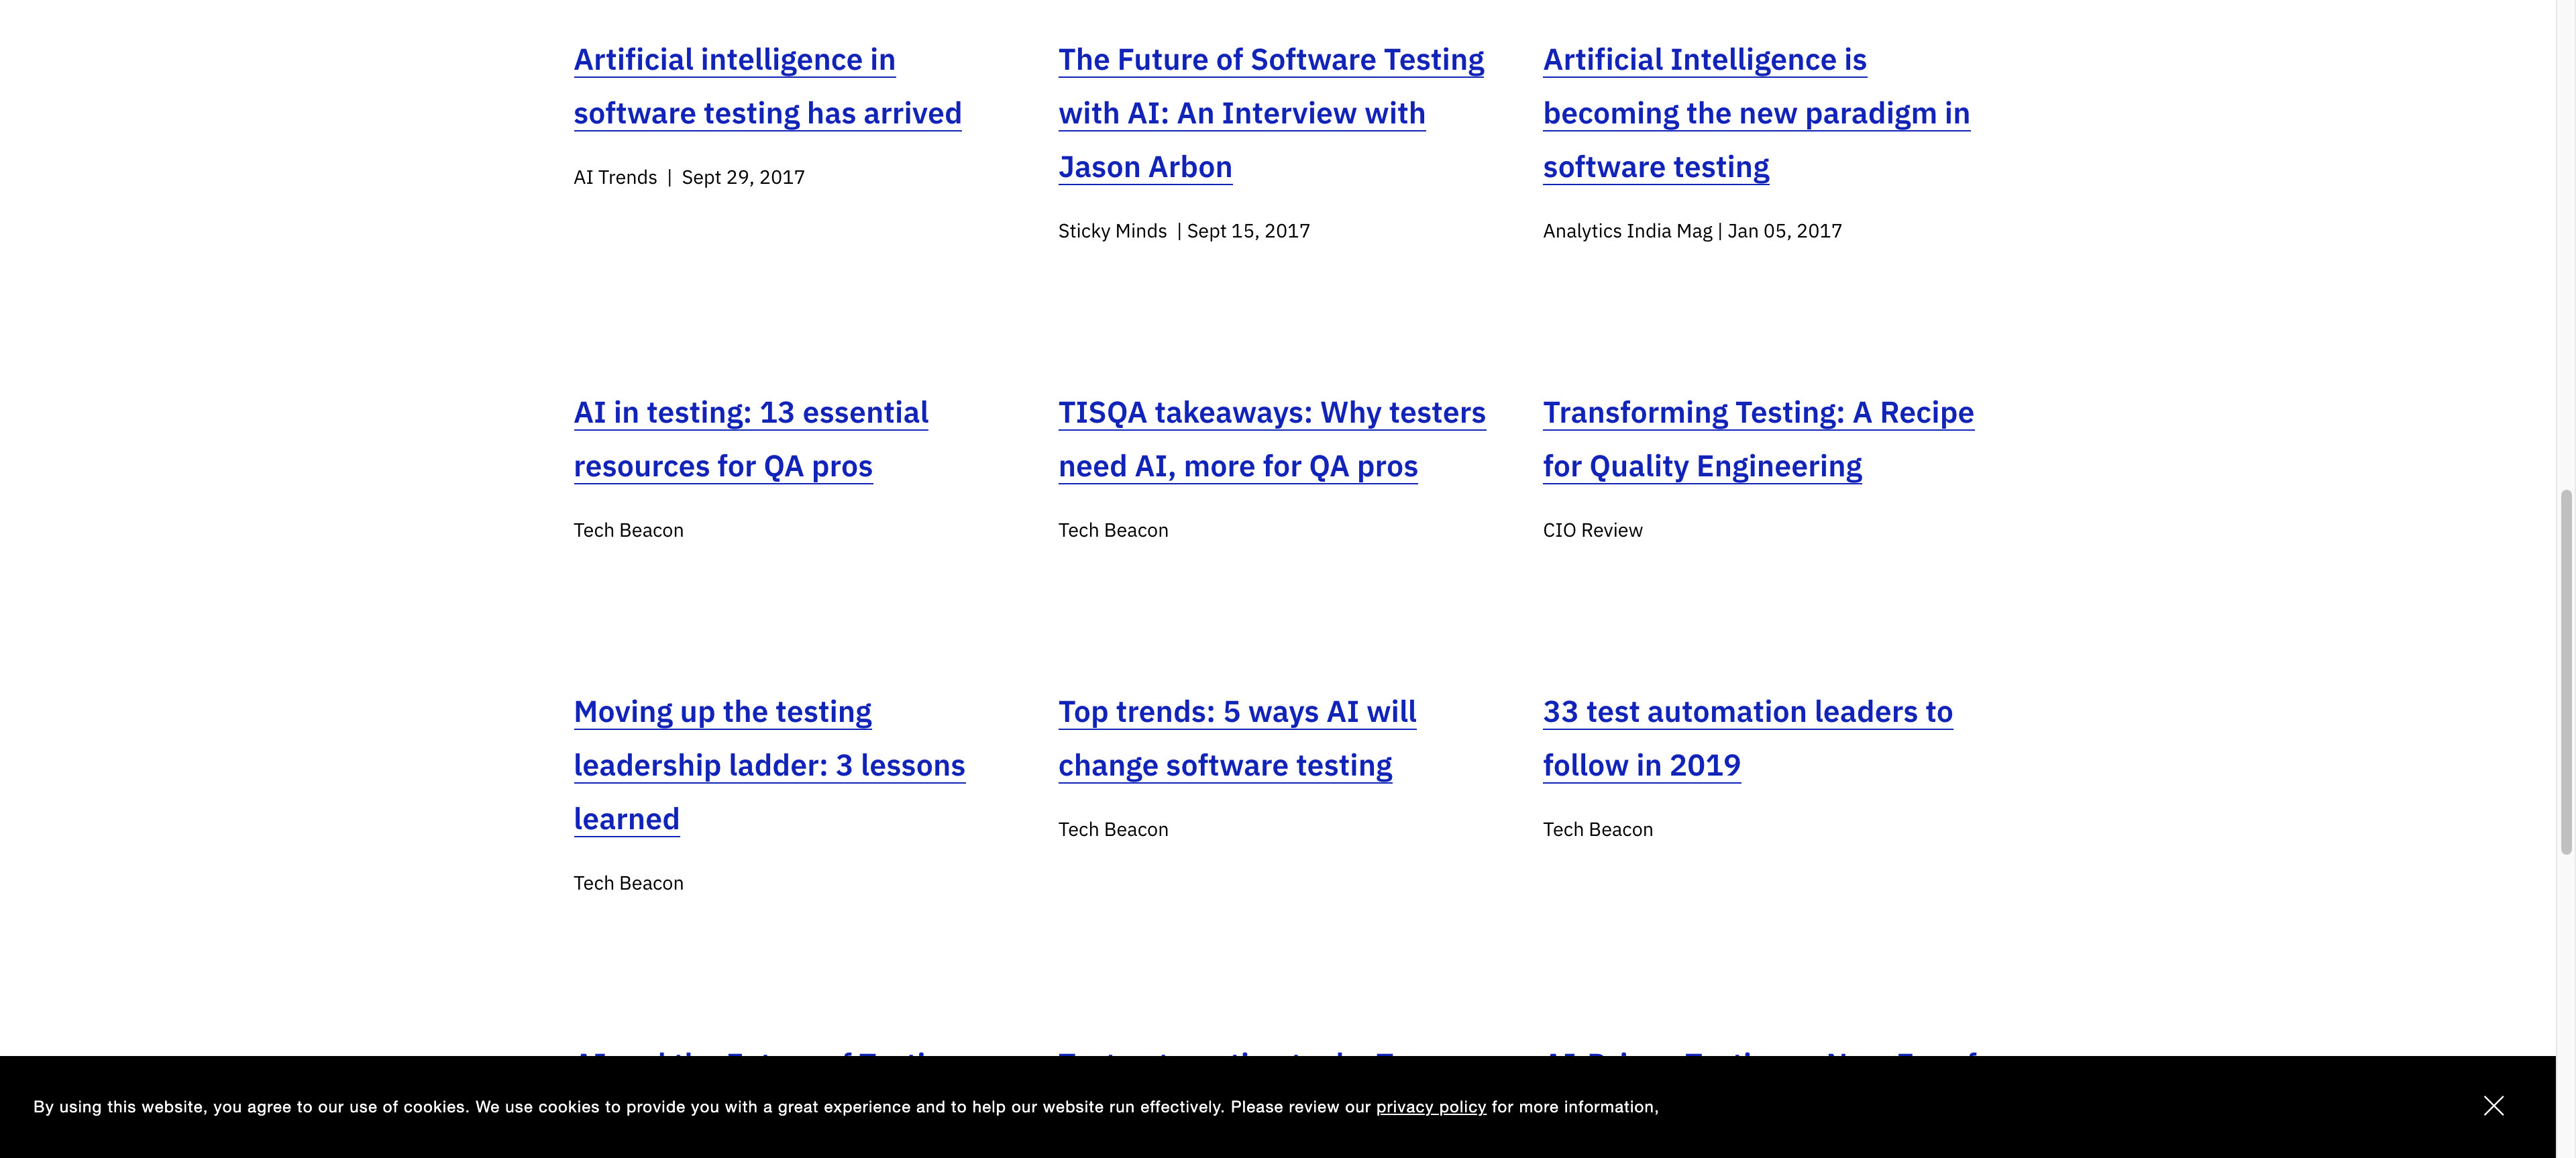 Artificial intelligence in
software testing has arrived
AI Trends | Sept 29, 2017
The Future of Software Testing
with AI: An Interview with
Jason Arbon
Sticky Minds | Sept 15, 2017
Artificial Intelligence is
becoming the new paradigm in
software testing
Analytics India Mag | Jan 05, 2017
AI in testing: 13 essential
resources for QA pros
Tech Beacon
TISQA takeaways: Why testers
need AI, more for QA pros
Tech Beacon
Transforming Testing: A Recipe
for Quality Engineering
CIO Review
Moving up the testing
leadership ladder: 3 lessons
learned
Tech Beacon
Top trends: 5 ways AI will
change software testing
Tech Beacon
33 test automation leaders to
follow in 2019
Tech Beacon
By using this website, you agree to our use of cookies. We use cookies to provide you with a great experience and to help our website run effectively. Please review our privacy policy for more information,